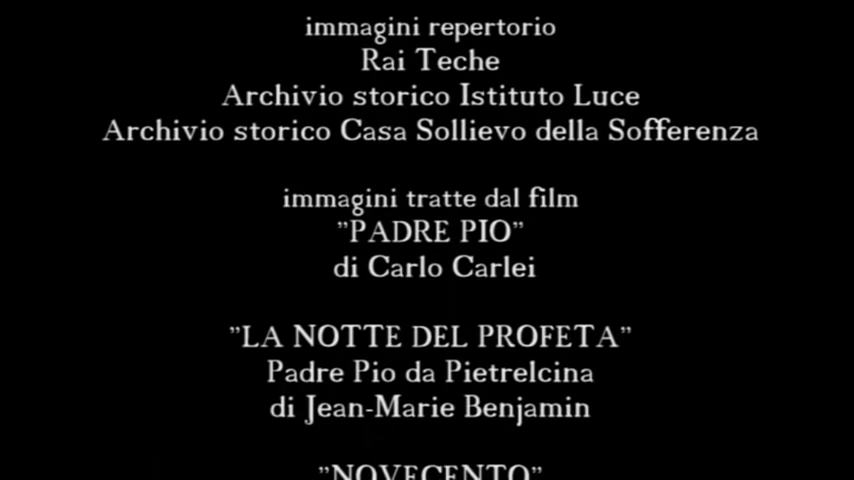 immagini repertorio
Rai Teche
Archivio storico Istituto Luce
Archivio storico Casa Sollievo della Sofferenza
immagini tratte dal film
"PADRE PIO"
di Carlo Carlei
"LA NOTTE DEL PROFETA"
Padre Pio da Pietrelcina
di Jean-Marie Benjamin
"NOVECENTO"